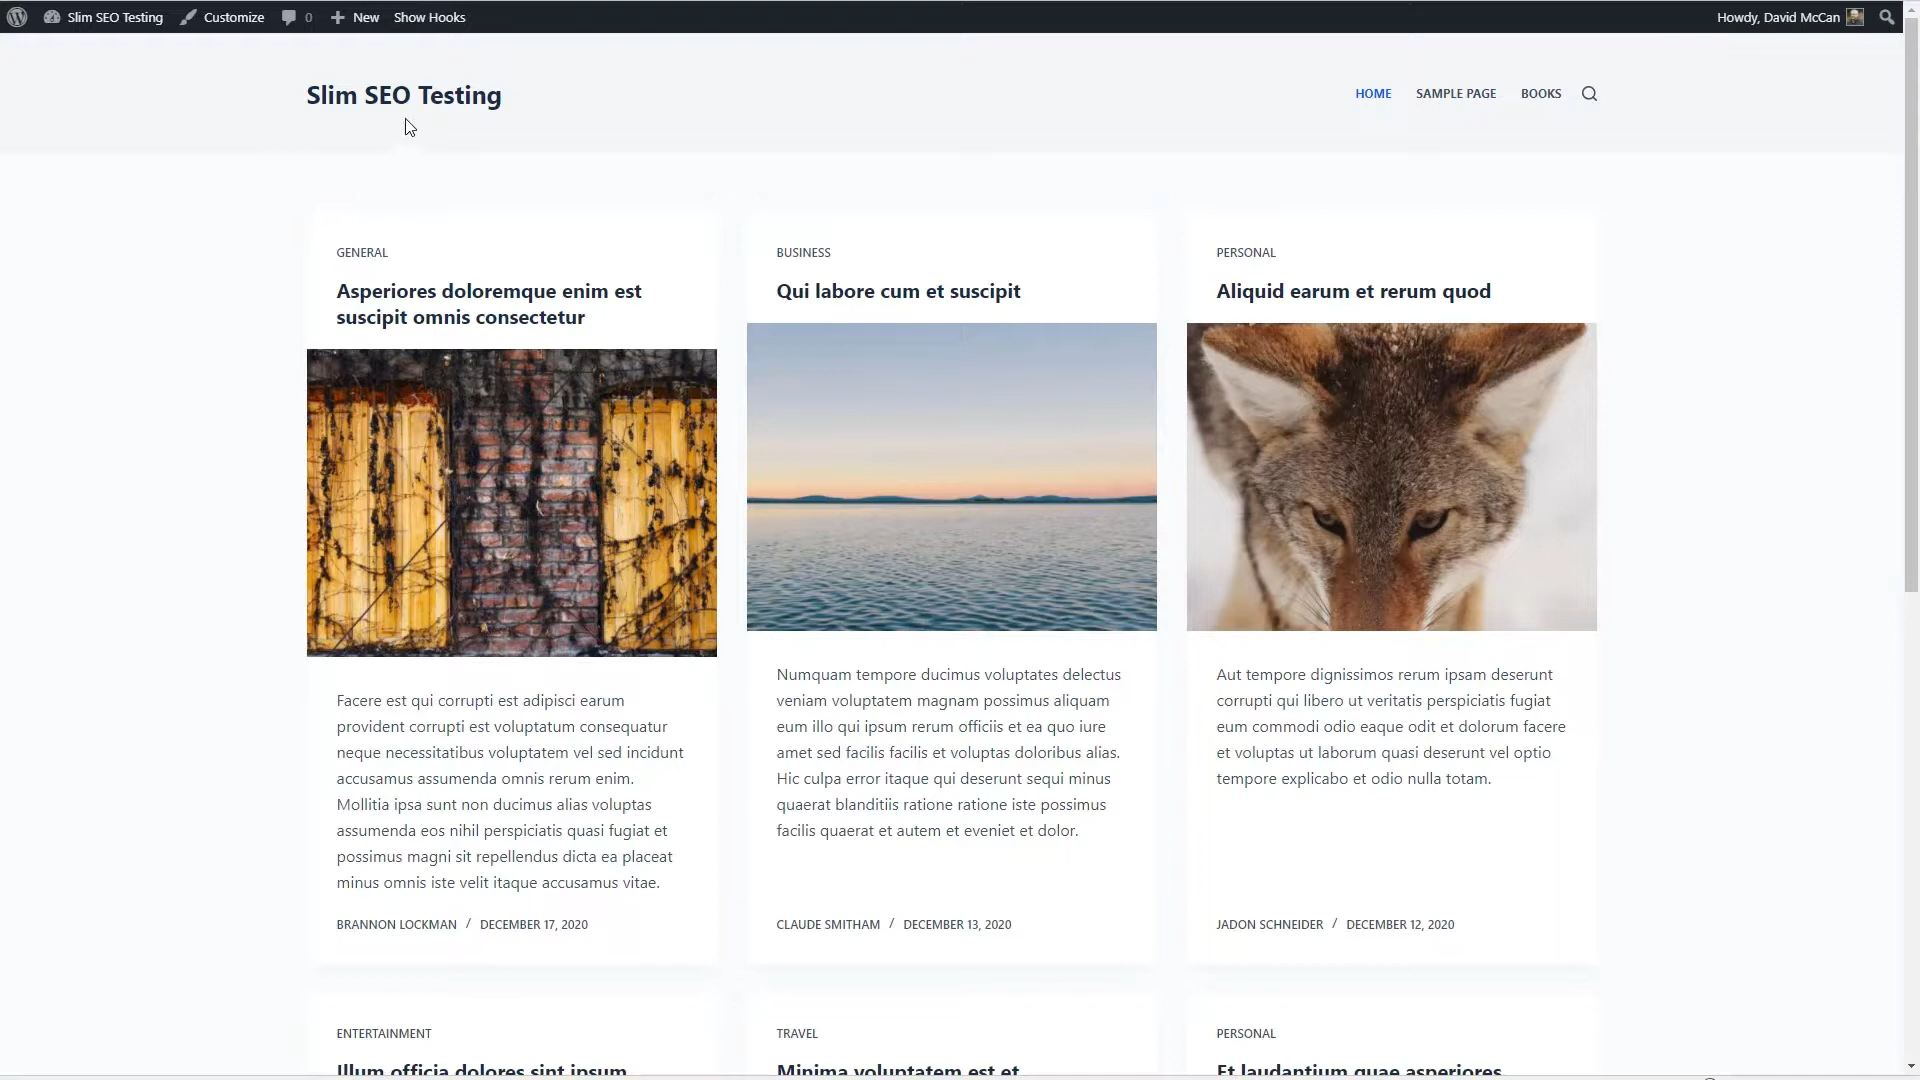 Slim SEO Testing Customize 0 New Show Hooks Howdy, David McCan
Slim SEO Testing
HOME SAMPLE PAGE BOOKS
GENERAL
Asperiores doloremque enim est
suscipit omnis consectetur
Facere est qui corrupti est adipisci earum
provident corrupti est voluptatum consequatur
neque necessitatibus voluptatem vel sed incidunt
accusamus assumenda omnis rerum enim.
Mollitia ipsa sunt non ducimus alias voluptas
assumenda eos nihil perspiciatis quasi fugiat et
possimus magni sit repellendus dicta ea placeat
minus omnis iste velit itaque accusamus vitae.
BRANNON LOCKMAN / DECEMBER 17, 2020
BUSINESS
Qui labore cum et suscipit
Numquam tempore ducimus voluptates delectus
veniam voluptatem magnam possimus aliquam
eum illo qui ipsum rerum officiis et ea quo iure
amet sed facilis facilis et voluptas doloribus alias.
Hic culpa error itaque qui deserunt sequi minus
quaerat blanditiis ratione ratione iste possimus
facilis quaerat et autem et eveniet et dolor.
CLAUDE SMITHAM / DECEMBER 13, 2020
PERSONAL
Aliquid earum et rerum quod
Aut tempore dignissimos rerum ipsam deserunt
corrupti qui libero ut veritatis perspiciatis fugiat
eum commodi odio eaque odit et dolorum facere
et voluptas ut laborum quasi deserunt vel optio
tempore explicabo et odio nulla totam.
JADON SCHNEIDER / DECEMBER 12, 2020
ENTERTAINMENT
Illum officia dolores sint ipsum
TRAVEL
Minima voluptatem est et
PERSONAL
Et laudantium quae asperiores